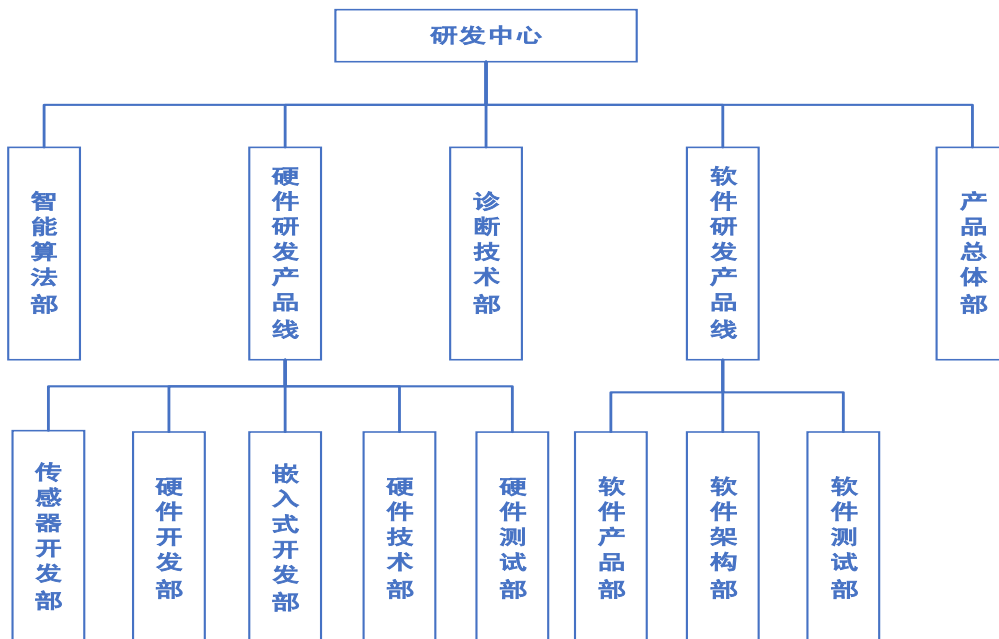 研发中心
智能算法部
硬件研发产品线
诊断技术部
软件研发产品线
产品总体部
传感器开发部
硬件开发部
嵌入式开发部
硬件技术部
硬件测试部
软件产品部
软件架构部
软件测试部